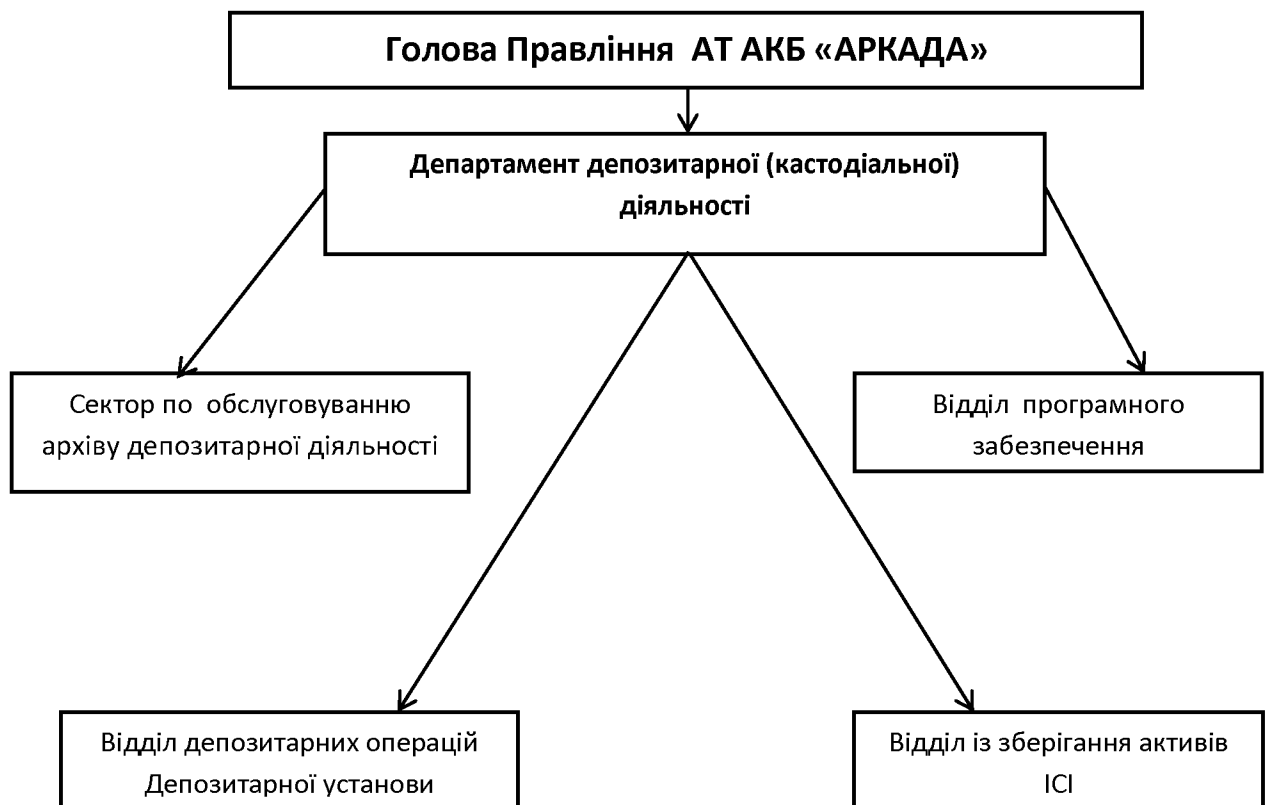 Голова Правління АТ АКБ «АРКАДА»
Департамент депозитарної (кастодіальної)
діяльності
Сектор по обслуговуванню
архіву депозитарної діяльності
Відділ програмного
забезпечення
Відділ депозитарних операцій
Депозитарної установи
Відділ із зберігання активів
ІСІ